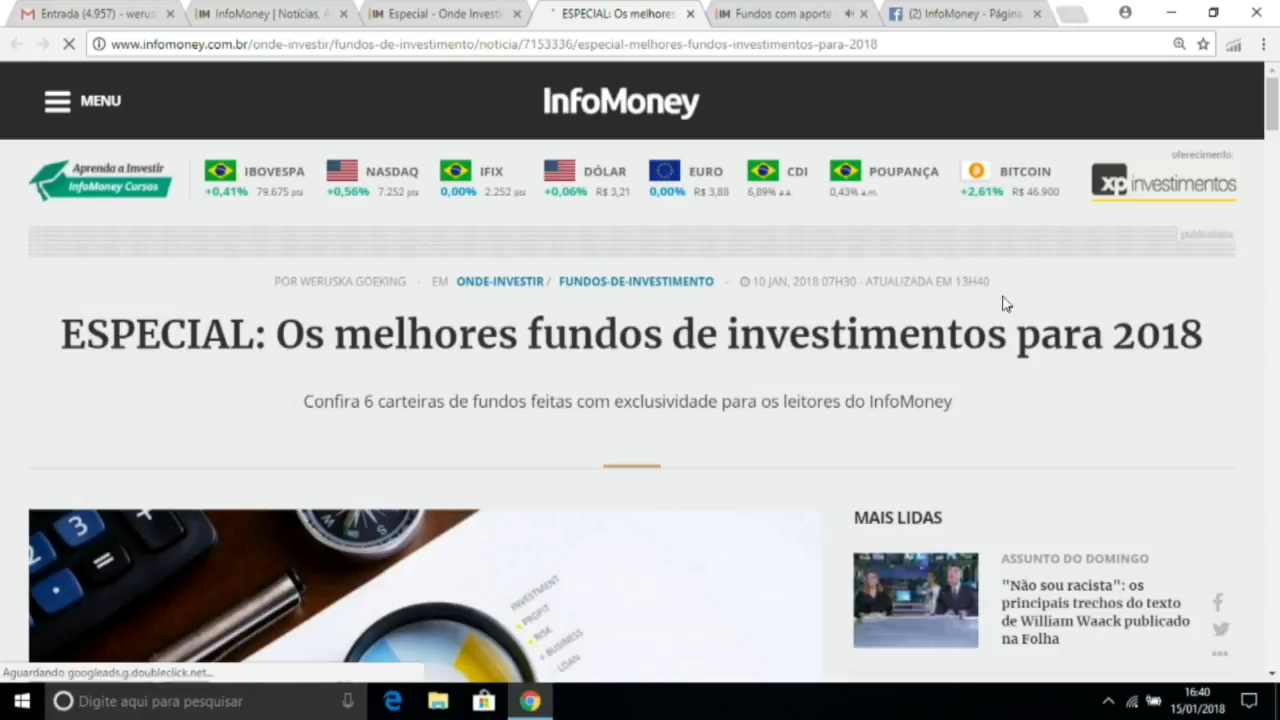 Entrada (4.957) - werus
InfoMoney | Notícias, A
Especial - Onde Investi
ESPECIAL: Os melhores
Fundos com aporte
(2) InfoMoney - Página
www.infomoney.com.br/onde-investir/fundos-de-investimento/noticia/7153336/especial-melhores-fundos-investimentos-para-2018
MENU
InfoMoney
Aprenda a Investir
InfoMoney Cursos
IBOVESPA
+0,41% 79.675 pts
NASDAQ
+0,56% 7.252 pts
IFIX
0,00% 2.252 pts
DÓLAR
+0,06% R$ 3,21
EURO
0,00% R$ 3,88
CDI
6,89% a.a.
POUPANÇA
0,43% a.m.
BITCOIN
+2,61% R$ 46.900
oferecimento:
xp investimentos
publicidade
POR WERUSKA GOEKING · EM ONDE-INVESTIR / FUNDOS-DE-INVESTIMENTO · 10 JAN, 2018 07H30 - ATUALIZADA EM 13H40
ESPECIAL: Os melhores fundos de investimentos para 2018
Confira 6 carteiras de fundos feitas com exclusividade para os leitores do InfoMoney
3
2
+
=
INVESTMENT
PROFIT
RISK
+ BUSINESS
LOAN
MAIS LIDAS
ASSUNTO DO DOMINGO
"Não sou racista": os
principais trechos do texto
de William Waack publicado
na Folha
Aguardando googleads.g.doubleclick.net...
Digite aqui para pesquisar
16:40
15/01/2018